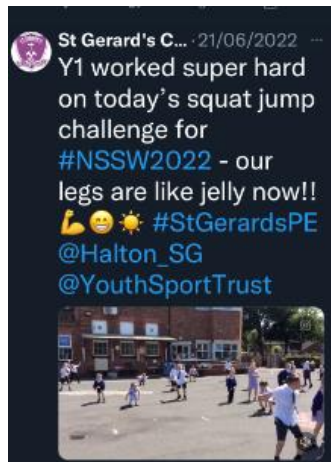 St Gerard's C... · 21/06/2022 ...
Y1 worked super hard
on today's squat jump
challenge for
#NSSW2022 - our
legs are like jelly now!!
💪😁☀️ #StGerardsPE
@Halton_SG
@YouthSportTrust